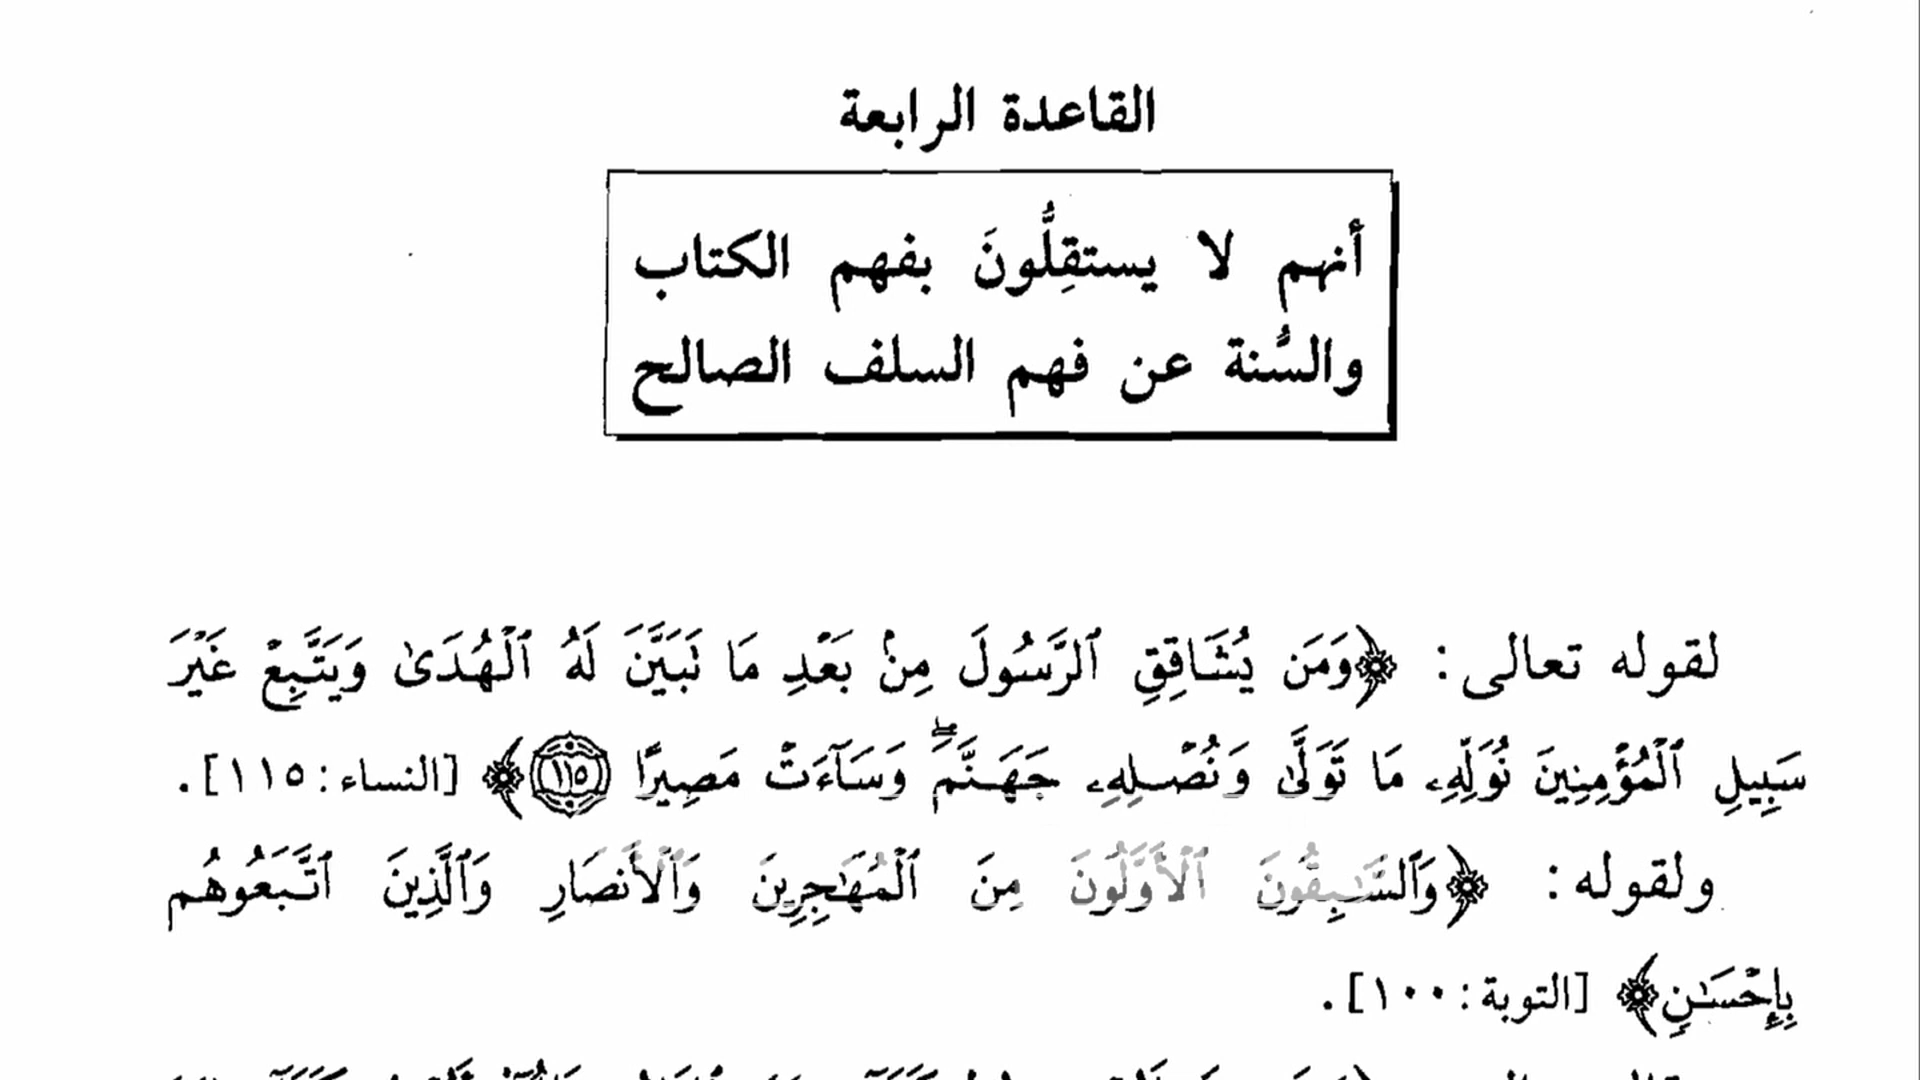 القاعدة الرابعة
أنهم لا يستقِلُّونَ بفهم الكتاب
والسُّنة عن فهم السلف الصالح
لقوله تعالى: ﴿وَمَن يُشَاقِقِ ٱلرَّسُولَ مِنۢ بَعْدِ مَا تَبَيَّنَ لَهُ ٱلْهُدَىٰ وَيَتَّبِعْ غَيْرَ
سَبِيلِ ٱلْمُؤْمِنِينَ نُوَلِّهِۦ مَا تَوَلَّىٰ وَنُصْلِهِۦ جَهَنَّمَ ۖ وَسَآءَتْ مَصِيرًا ١١٥﴾ [النساء: ١١٥].
ولقوله: ﴿وَٱلسَّٰبِقُونَ ٱلْأَوَّلُونَ مِنَ ٱلْمُهَٰجِرِينَ وَٱلْأَنصَارِ وَٱلَّذِينَ ٱتَّبَعُوهُم
بِإِحْسَٰنٍ﴾ [التوبة: ١٠٠].